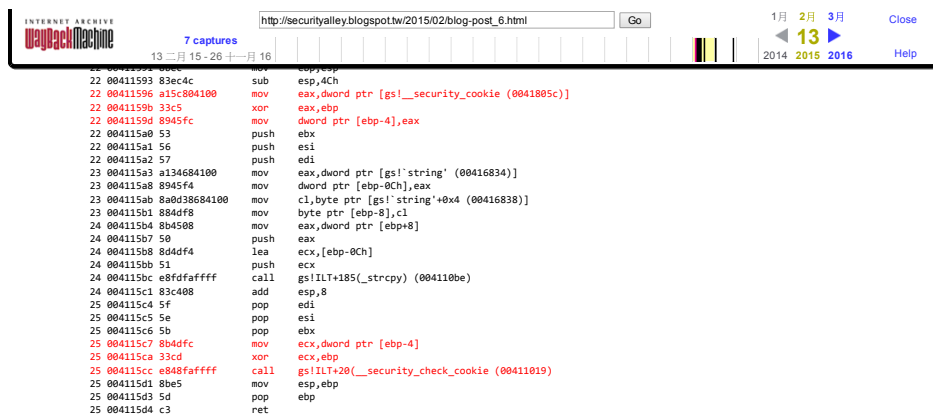 INTERNET ARCHIVE
WayBackMachine
http://securityalley.blogspot.tw/2015/02/blog-post_6.html
Go
7 captures
13 二月 15 - 26 十一月 16
1月 2月 3月
13
2014 2015 2016
Close
Help
22 00411591 8bec mov ebp,esp
22 00411593 83ec4c sub esp,4Ch
22 00411596 a15c804100 mov eax,dword ptr [gs!__security_cookie (0041805c)]
22 0041159b 33c5 xor eax,ebp
22 0041159d 8945fc mov dword ptr [ebp-4],eax
22 004115a0 53 push ebx
22 004115a1 56 push esi
22 004115a2 57 push edi
23 004115a3 a134684100 mov eax,dword ptr [gs!`string' (00416834)]
23 004115a8 8945f4 mov dword ptr [ebp-0Ch],eax
23 004115ab 8a0d38684100 mov cl,byte ptr [gs!`string'+0x4 (00416838)]
23 004115b1 884df8 mov byte ptr [ebp-8],cl
24 004115b4 8b4508 mov eax,dword ptr [ebp+8]
24 004115b7 50 push eax
24 004115b8 8d4df4 lea ecx,[ebp-0Ch]
24 004115bb 51 push ecx
24 004115bc e8fdfaffff call gs!ILT+185(_strcpy) (004110be)
24 004115c1 83c408 add esp,8
25 004115c4 5f pop edi
25 004115c5 5e pop esi
25 004115c6 5b pop ebx
25 004115c7 8b4dfc mov ecx,dword ptr [ebp-4]
25 004115ca 33cd xor ecx,ebp
25 004115cc e848faffff call gs!ILT+20(__security_check_cookie (00411019)
25 004115d1 8be5 mov esp,ebp
25 004115d3 5d pop ebp
25 004115d4 c3 ret